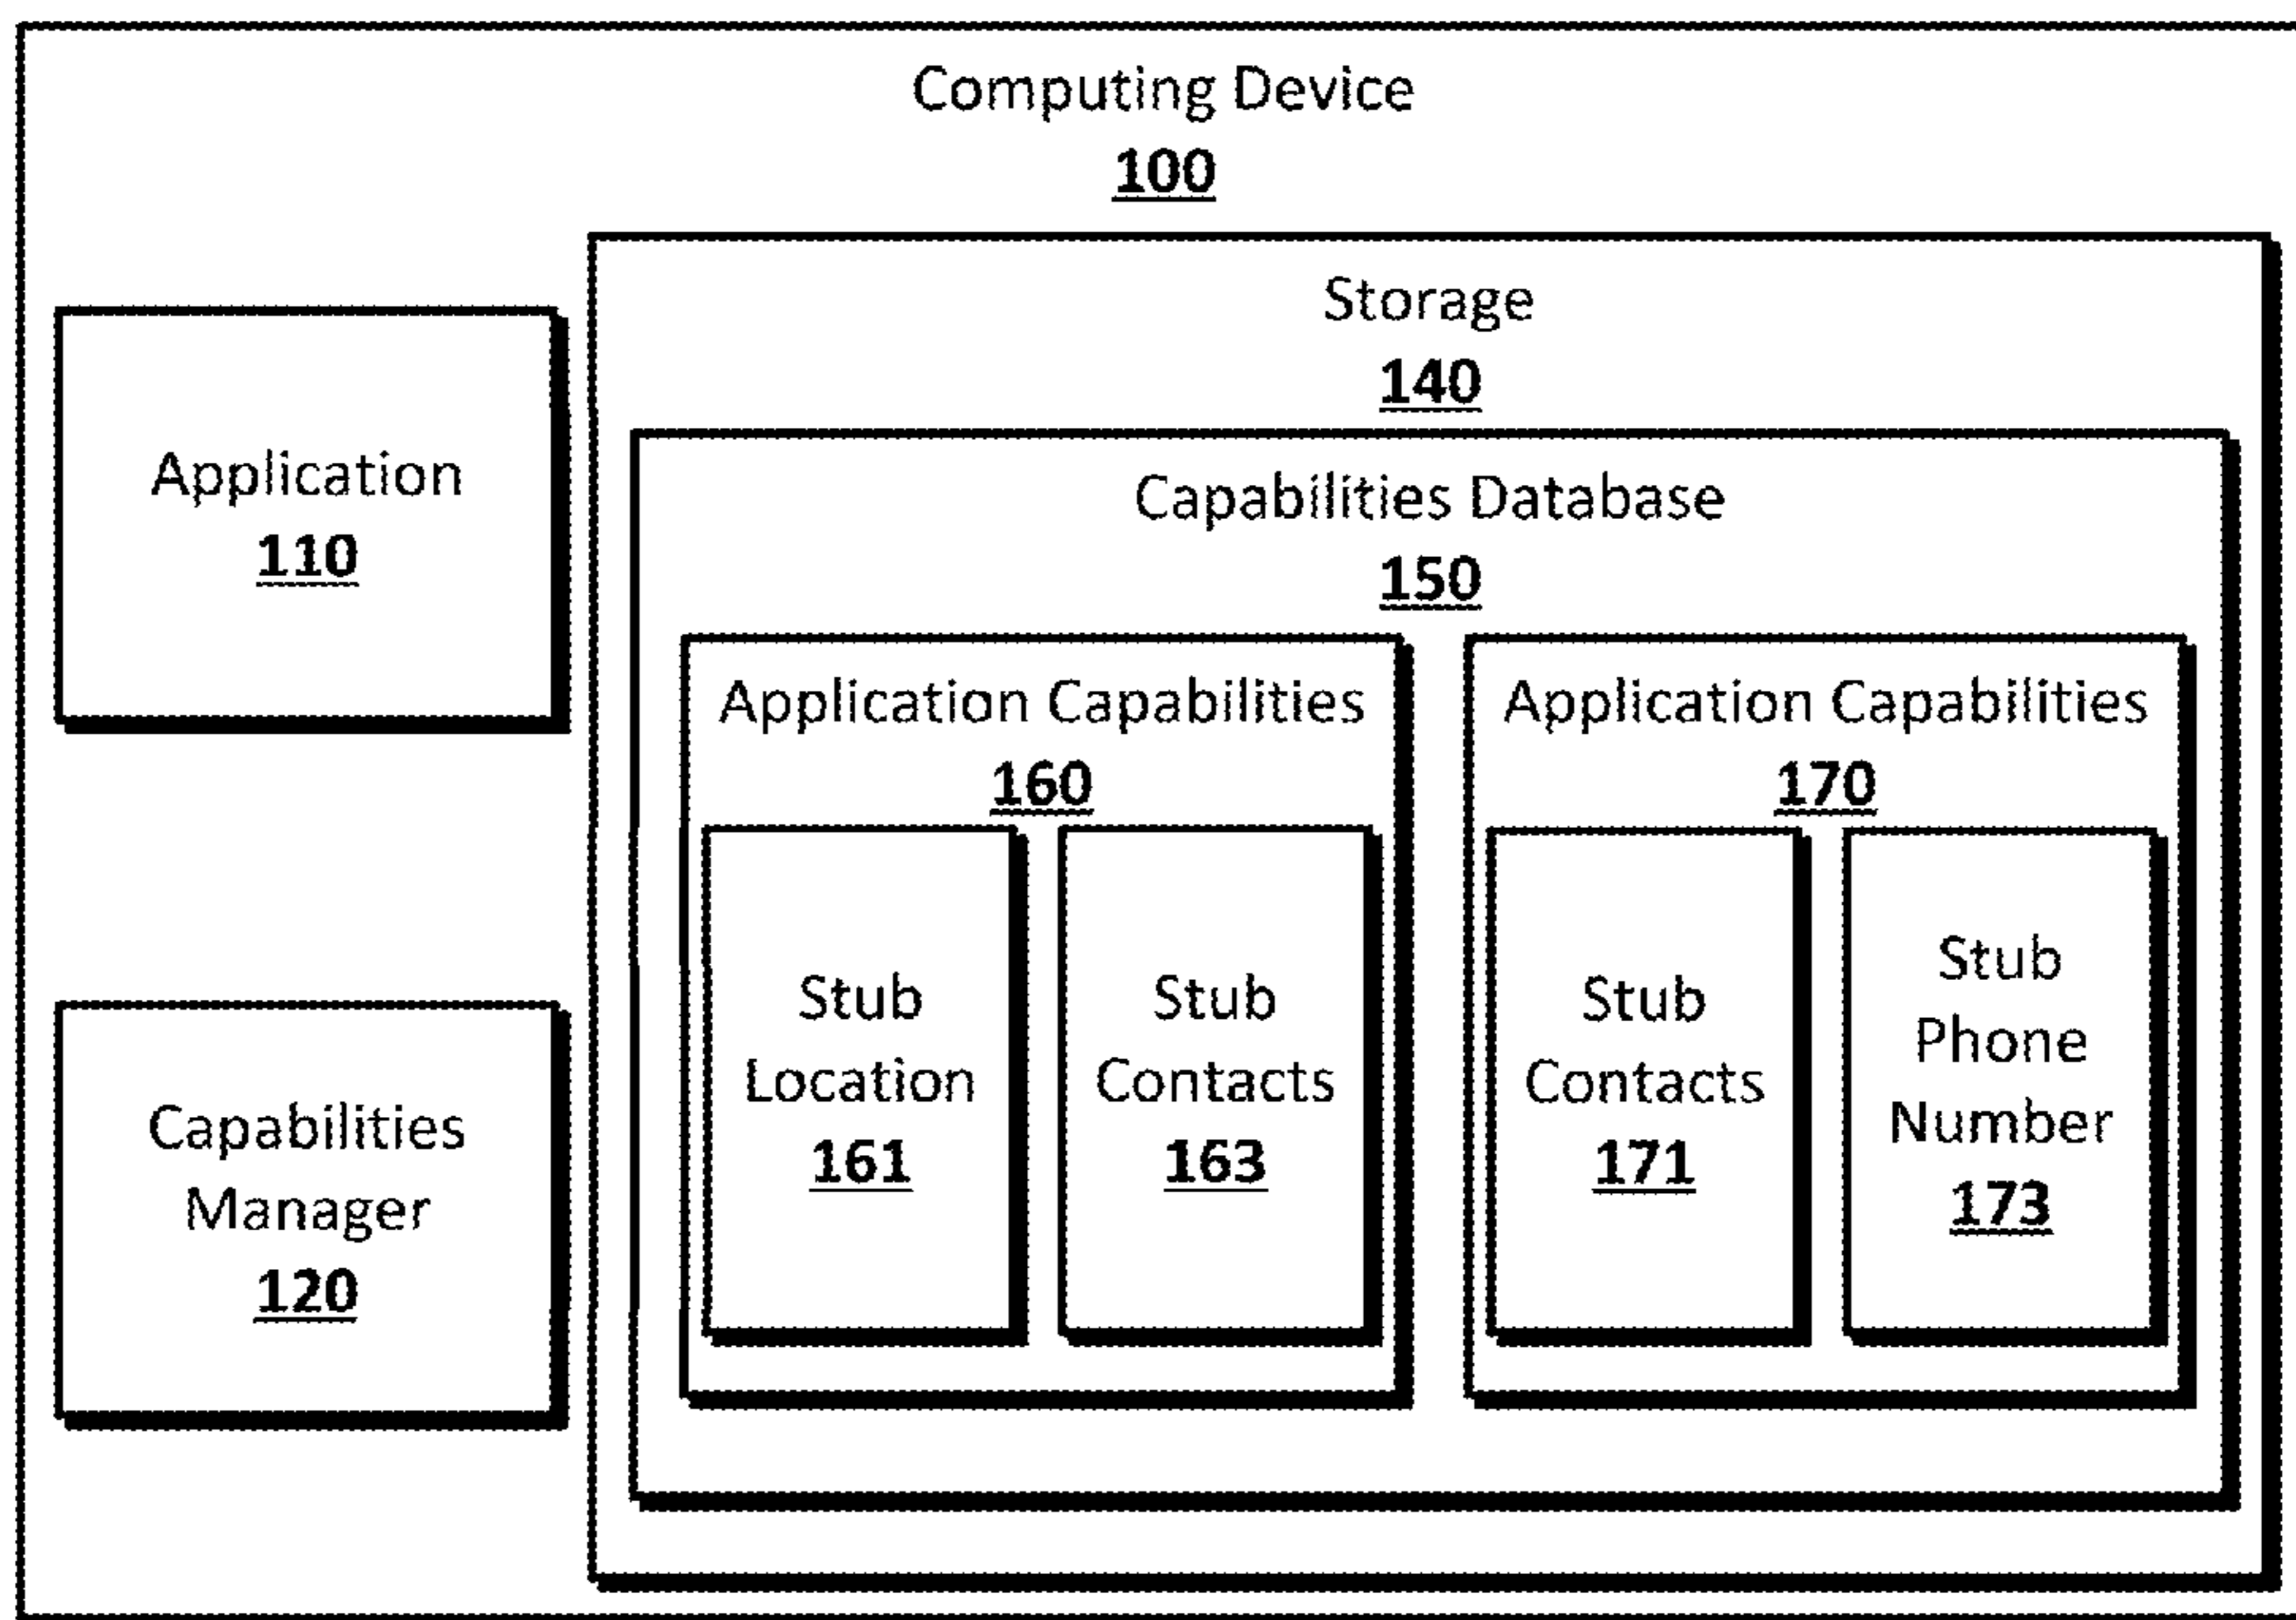 Computing Device
100
Storage
140
Application
110
Capabilities Database
150
Application Capabilities
160
Application Capabilities
170
Stub
Location
161
Stub
Contacts
163
Stub
Contacts
171
Stub
Phone
Number
173
Capabilities
Manager
120